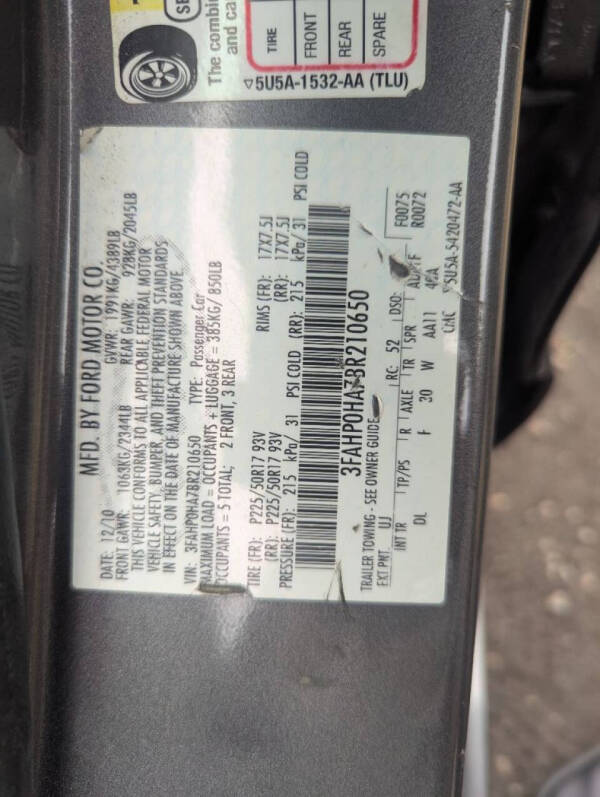 The combi
and ca
TIRE
FRONT
REAR
SPARE
5U5A-1532-AA (TLU)
MFD. BY FORD MOTOR CO.
DATE: 12/10 GVWR: 1991KG/4389LB
FRONT GAWR: 1063KG/2344LB REAR GAWR: 928KG/2045LB
THIS VEHICLE CONFORMS TO ALL APPLICABLE FEDERAL MOTOR
VEHICLE SAFETY, BUMPER, AND THEFT PREVENTION STANDARDS
IN EFFECT ON THE DATE OF MANUFACTURE SHOWN ABOVE.
VIN: 3FAHP0HA7BR210650 TYPE: Passenger Car
MAXIMUM LOAD = OCCUPANTS + LUGGAGE = 385KG/ 850LB
OCCUPANTS = 5 TOTAL; 2 FRONT, 3 REAR
TIRE (FR): P225/50R17 93V RIMS (FR): 17X7.5J
(RR): P225/50R17 93V (RR): 17X7.5J
PRESSURE (FR): 215 kPa/ 31 PSI COLD (RR): 215 kPa/ 31 PSI COLD
3FAHP0HA7BR210650
TRAILER TOWING - SEE OWNER GUIDE
EXT PNT: UJ RC: 52 DSO: F0075
R0072
INT TR TP/PS R AXLE TR SPR
DL F 30 W AA11
5U5A-5420472-AA